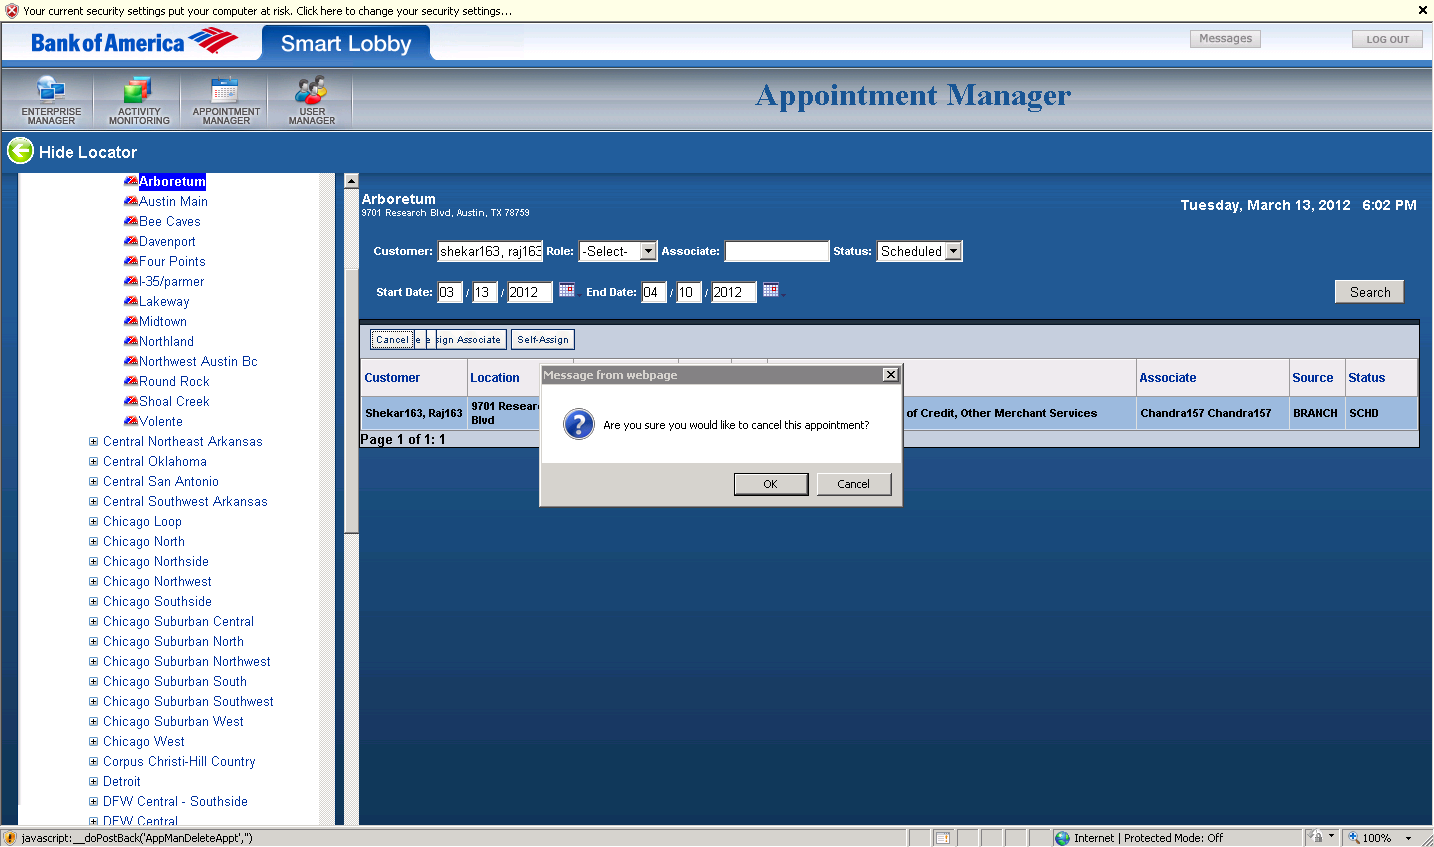 Your current security settings put your computer at risk. Click here to change your security settings...
Bank of America Smart Lobby
Messages LOG OUT
ENTERPRISE MANAGER
ACTIVITY MONITORING
APPOINTMENT MANAGER
USER MANAGER
Appointment Manager
Hide Locator
Arboretum
Austin Main
Bee Caves
Davenport
Four Points
I-35/parmer
Lakeway
Midtown
Northland
Northwest Austin Bc
Round Rock
Shoal Creek
Volente
Central Northeast Arkansas
Central Oklahoma
Central San Antonio
Central Southwest Arkansas
Chicago Loop
Chicago North
Chicago Northside
Chicago Northwest
Chicago Southside
Chicago Suburban Central
Chicago Suburban North
Chicago Suburban Northwest
Chicago Suburban South
Chicago Suburban Southwest
Chicago Suburban West
Chicago West
Corpus Christi-Hill Country
Detroit
DFW Central - Southside
DFW Central
Arboretum
9701 Research Blvd, Austin, TX 78759
Tuesday, March 13, 2012 6:02 PM
Customer: shekar163, raj163 Role: -Select- Associate: Status: Scheduled
Start Date: 03 / 13 / 2012 End Date: 04 / 10 / 2012 Search
Cancel e e sign Associate Self-Assign
Customer Location Associate Source Status
Shekar163, Raj163 9701 Resear Blvd of Credit, Other Merchant Services Chandra157 Chandra157 BRANCH SCHD
Page 1 of 1: 1
Message from webpage
Are you sure you would like to cancel this appointment?
OK Cancel
javascript:__doPostBack('AppManDeleteAppt','') Internet | Protected Mode: Off 100%